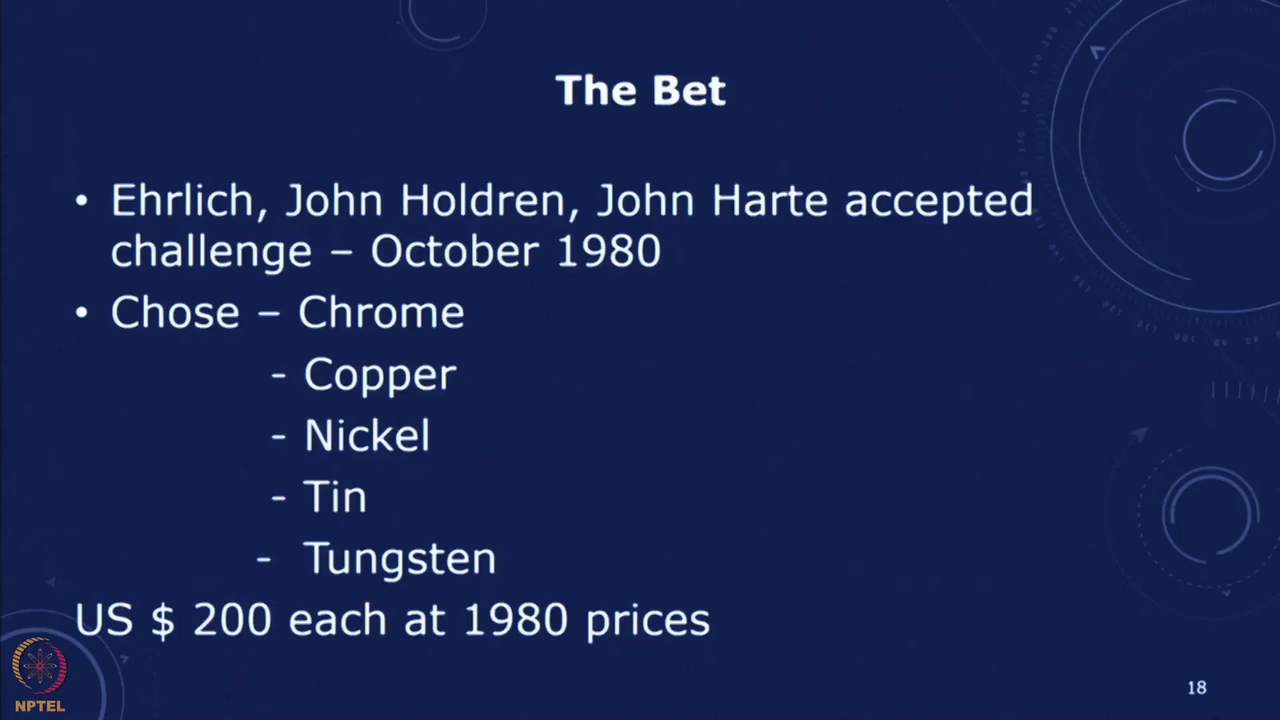 The Bet
• Ehrlich, John Holdren, John Harte accepted
challenge – October 1980
• Chose – Chrome
- Copper
- Nickel
- Tin
- Tungsten
US $ 200 each at 1980 prices
NPTEL
18